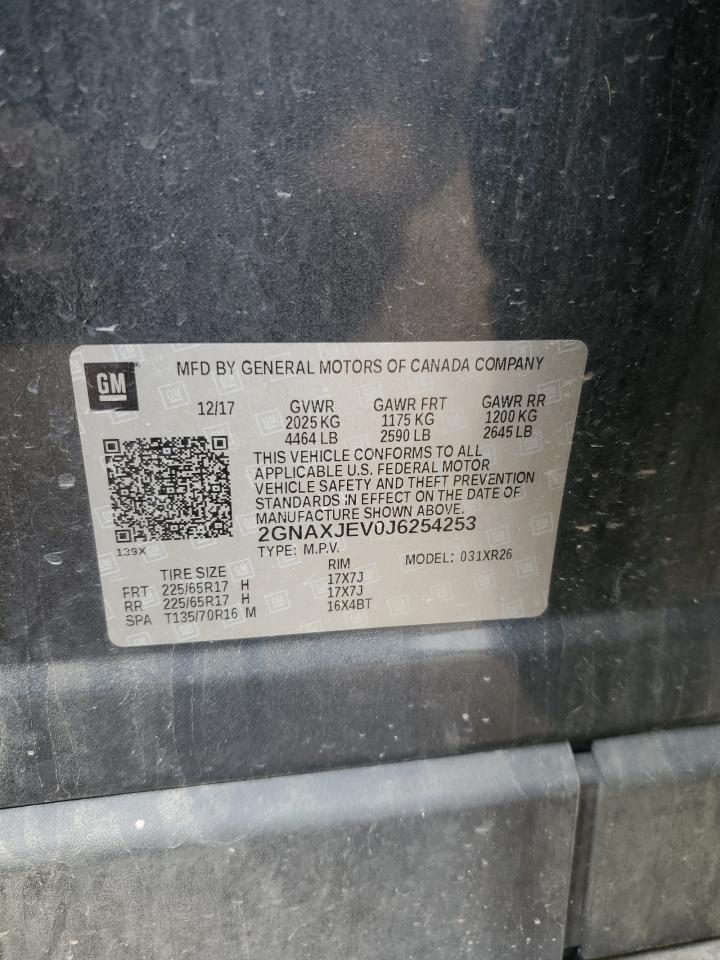 GM
MFD BY GENERAL MOTORS OF CANADA COMPANY
12/17 GVWR GAWR FRT GAWR RR
2025 KG 1175 KG 1200 KG
4464 LB 2590 LB 2645 LB
THIS VEHICLE CONFORMS TO ALL
APPLICABLE U.S. FEDERAL MOTOR
VEHICLE SAFETY AND THEFT PREVENTION
STANDARDS IN EFFECT ON THE DATE OF
MANUFACTURE SHOWN ABOVE.
139X
2GNAXJEV0J6254253
TYPE: M.P.V. MODEL: 031XR26
TIRE SIZE RIM
FRT 225/65R17 H 17X7J
RR 225/65R17 H 17X7J
SPA T135/70R16 M 16X4BT